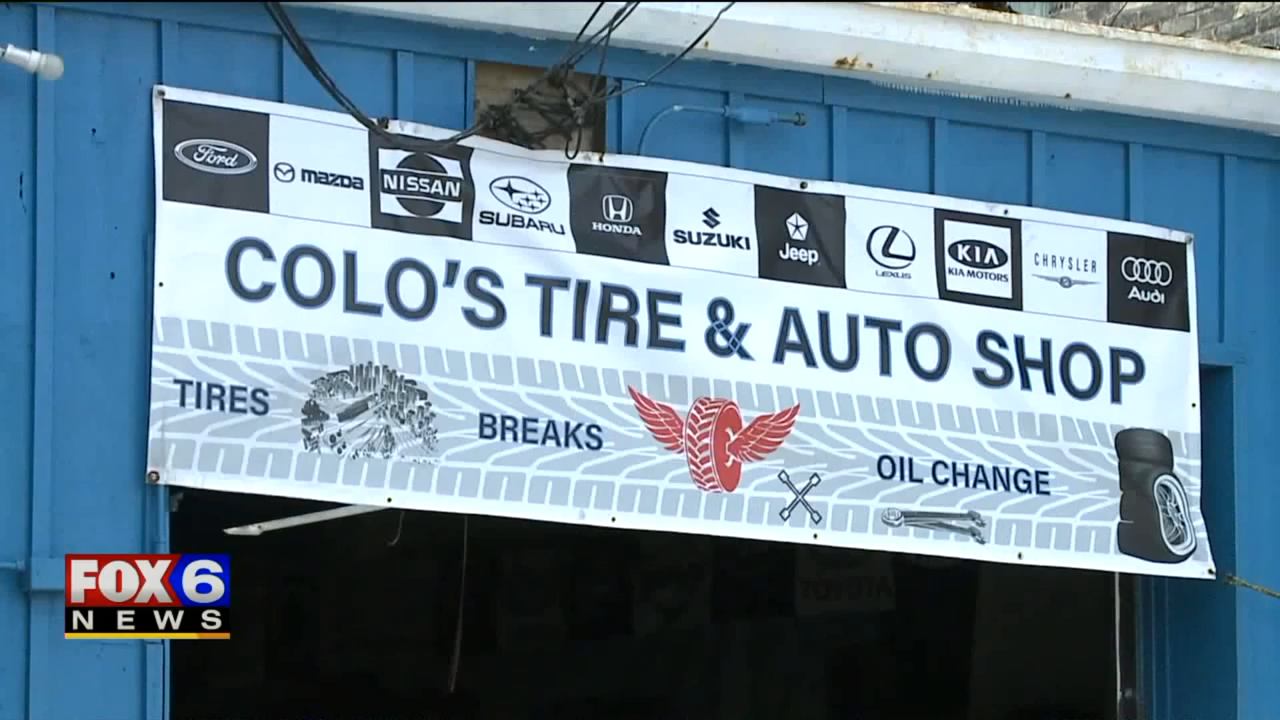 Ford
mazda
NISSAN
SUBARU
HONDA
SUZUKI
Jeep
LEXUS
KIA
KIA MOTORS
CHRYSLER
Audi
COLO'S TIRE & AUTO SHOP
TIRES
BREAKS
OIL CHANGE
TOYOTA
FOX 6
NEWS